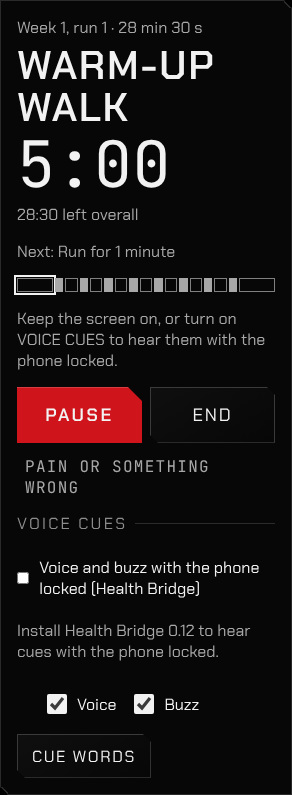 Week 1, run 1 · 28 min 30 s
WARM-UP
WALK
5:00
28:30 left overall
Next: Run for 1 minute
Keep the screen on, or turn on
VOICE CUES to hear them with the
phone locked.
PAUSE
END
PAIN OR SOMETHING
WRONG
VOICE CUES
Voice and buzz with the phone
locked (Health Bridge)
Install Health Bridge 0.12 to hear
cues with the phone locked.
Voice
Buzz
CUE WORDS